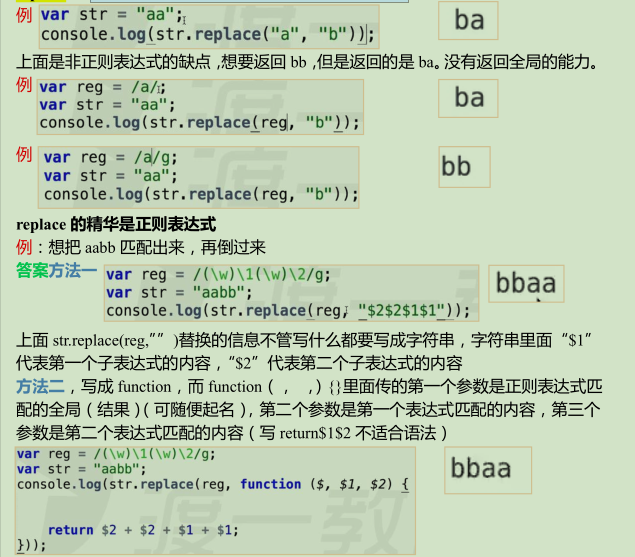 例 var str = "aa";
console.log(str.replace("a", "b"));
ba
上面是非正则表达式的缺点,想要返回 bb ,但是返回的是 ba。没有返回全局的能力。
例 var reg = /a/;
var str = "aa";
console.log(str.replace(reg, "b"));
ba
例 var reg = /a/g;
var str = "aa";
console.log(str.replace(reg, "b"));
bb
replace 的精华是正则表达式
例:想把 aabb 匹配出来,再倒过来
答案方法一 var reg = /(\w)\1(\w)\2/g;
var str = "aabb";
console.log(str.replace(reg, "$2$2$1$1"));
bbaa
上面 str.replace(reg,"" )替换的信息不管写什么都要写成字符串,字符串里面“$1”
代表第一个子表达式的内容,“$2”代表第二个子表达式的内容
方法二,写成 function,而 function( , ,) {}里面传的第一个参数是正则表达式匹
配的全局(结果)(可随便起名),第二个参数是第一个表达式匹配的内容,第三个
参数是第二个表达式匹配的内容(写 return$1$2 不适合语法)
var reg = /(\w)\1(\w)\2/g;
var str = "aabb";
console.log(str.replace(reg, function ($, $1, $2) {
return $2 + $2 + $1 + $1;
}));
bbaa